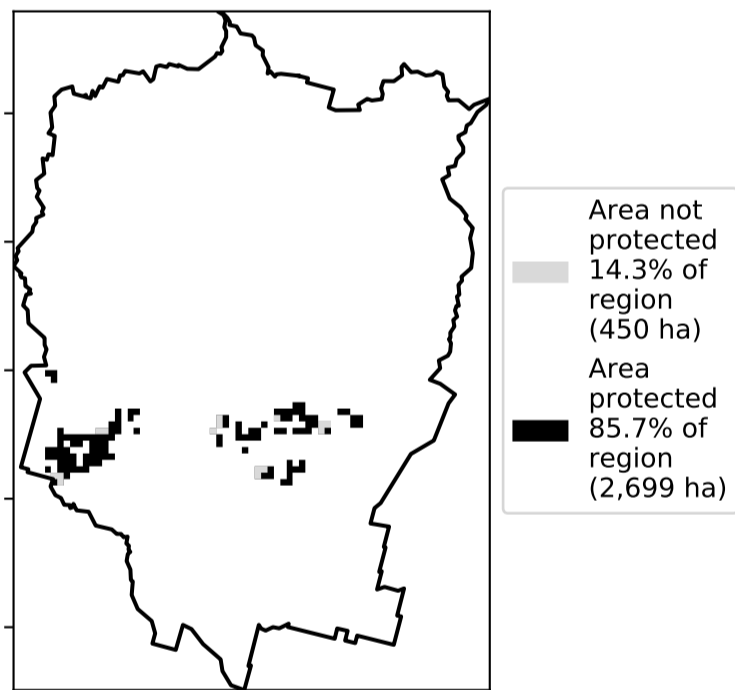 Area not
protected
14.3% of
region
(450 ha)
Area
protected
85.7% of
region
(2,699 ha)